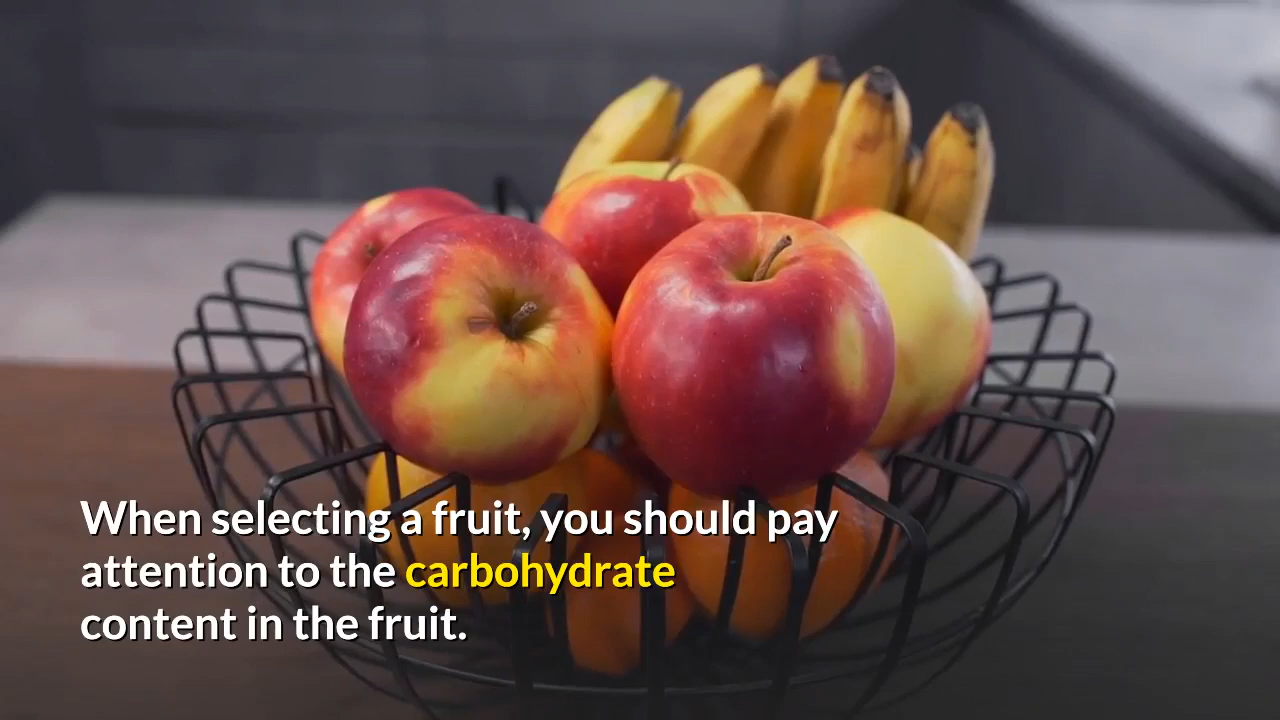 When selecting a fruit, you should pay
attention to the carbohydrate
content in the fruit.